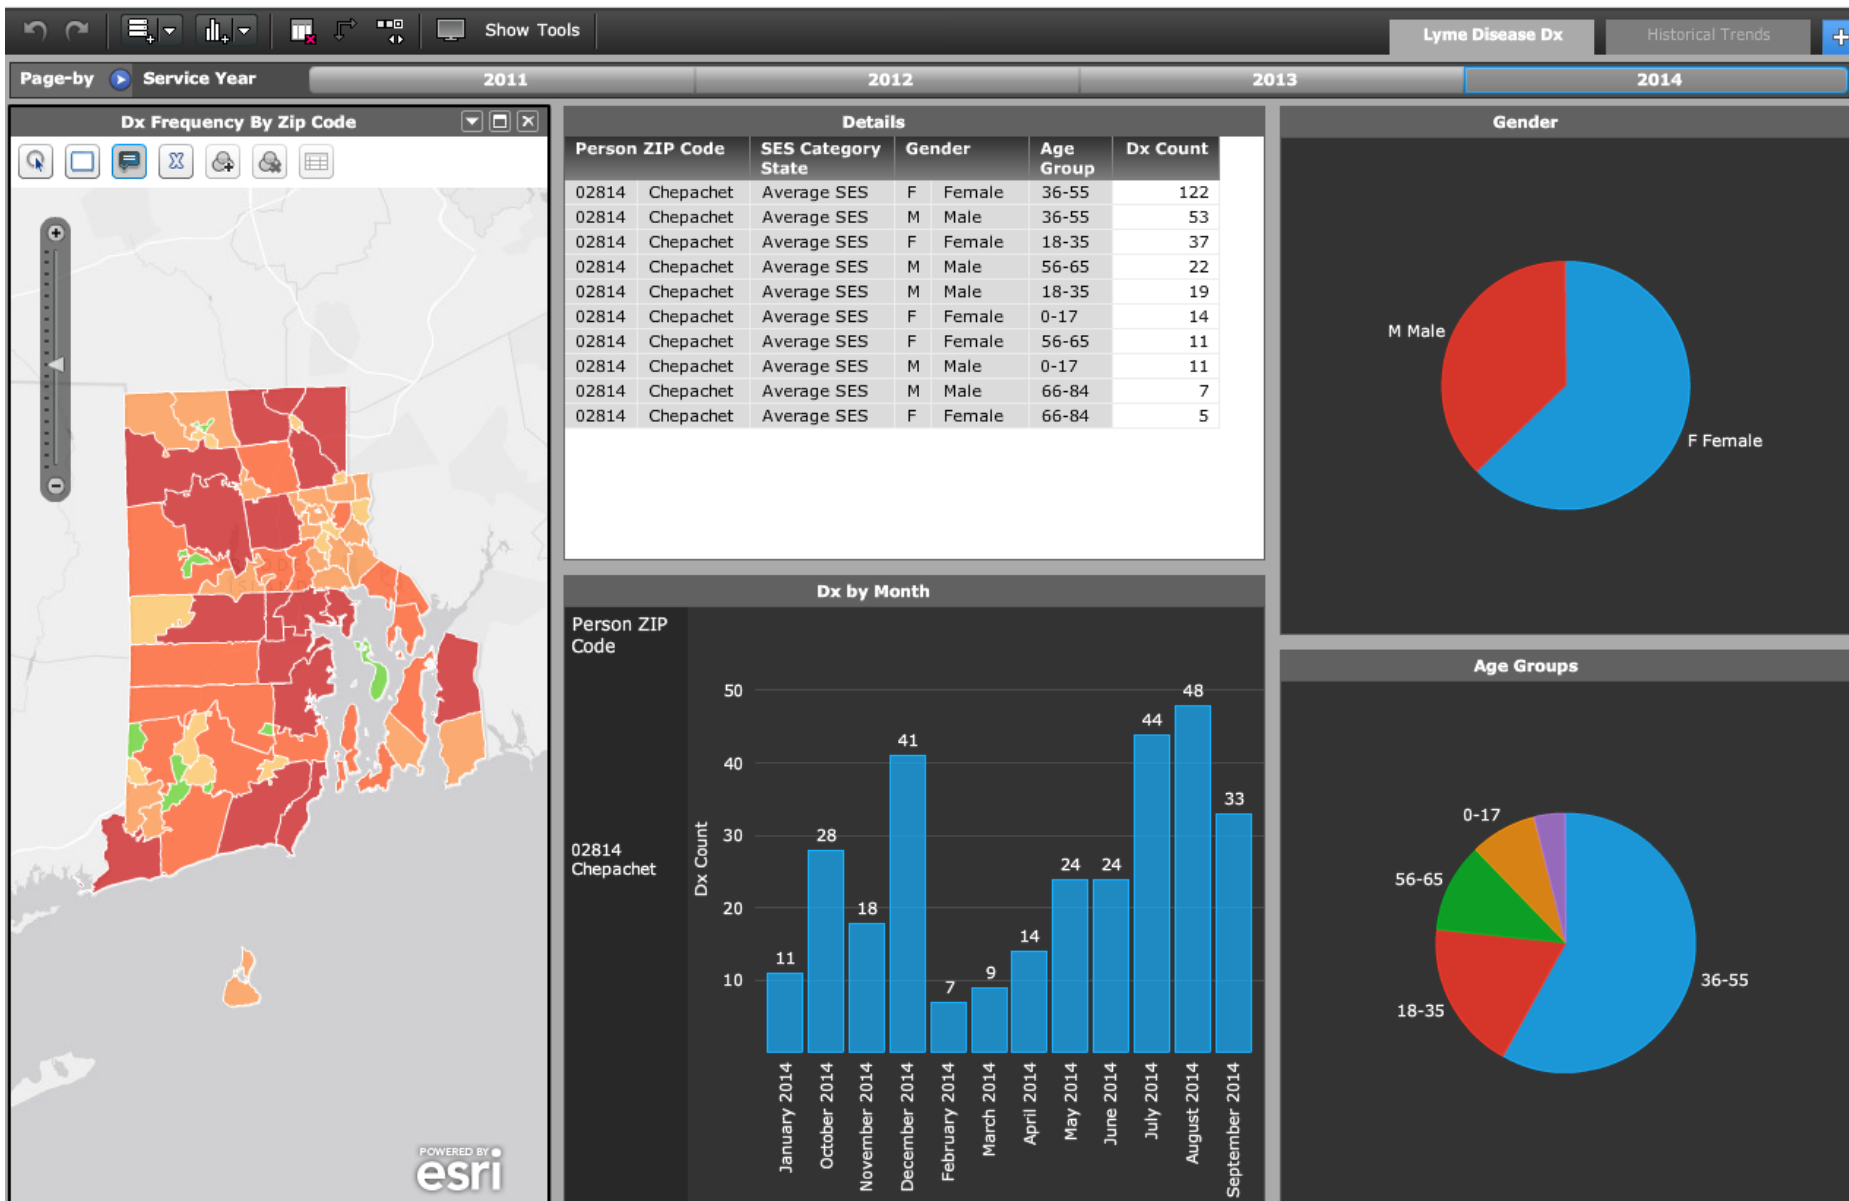 Show Tools
Lyme Disease Dx
Historical Trends
+
Page-by Service Year 2011 2012 2013 2014
Dx Frequency By Zip Code
POWERED BY
esri
Details
Person ZIP Code SES Category State Gender Age Group Dx Count
02814 Chepachet Average SES F Female 36-55 122
02814 Chepachet Average SES M Male 36-55 53
02814 Chepachet Average SES F Female 18-35 37
02814 Chepachet Average SES M Male 56-65 22
02814 Chepachet Average SES M Male 18-35 19
02814 Chepachet Average SES F Female 0-17 14
02814 Chepachet Average SES F Female 56-65 11
02814 Chepachet Average SES M Male 0-17 11
02814 Chepachet Average SES M Male 66-84 7
02814 Chepachet Average SES F Female 66-84 5
Dx by Month
Person ZIP
Code
02814
Chepachet
Dx Count
50
40
30
20
10
11
28
18
41
7
9
14
24
24
44
48
33
January 2014
October 2014
November 2014
December 2014
February 2014
March 2014
April 2014
May 2014
June 2014
July 2014
August 2014
September 2014
Gender
M Male
F Female
Age Groups
0-17
56-65
18-35
36-55